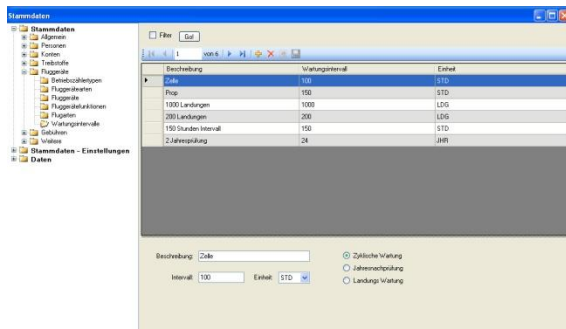 Stammdaten
Stammdaten
Allgemein
Personen
Konten
Treibstoffe
Fluggeräte
Betriebszählertypen
Fluggerätearten
Fluggeräte
Fluggerätefunktionen
Flugarten
Wartungsintervalle
Gebühren
Weitere
Stammdaten - Einstellungen
Daten
Filter Go!
1 von 6
Beschreibung Wartungsintervall Einheit
Zelle 100 STD
Prop 150 STD
1000 Landungen 1000 LDG
200 Landungen 200 LDG
150 Stunden Intervall 150 STD
2 Jahresprüfung 24 JHR
Beschreibung: Zelle
Intervall: 100 Einheit: STD
Zyklische Wartung
Jahresnachprüfung
Landungs Wartung